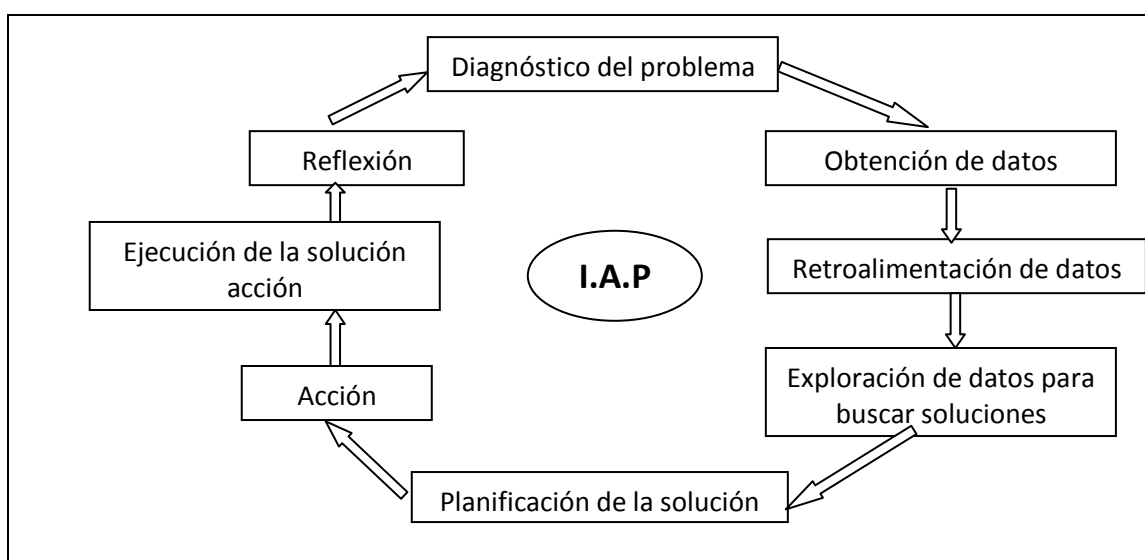 Diagnóstico del problema
Reflexión
Obtención de datos
Ejecución de la solución
acción
I.A.P
Retroalimentación de datos
Acción
Exploración de datos para
buscar soluciones
Planificación de la solución